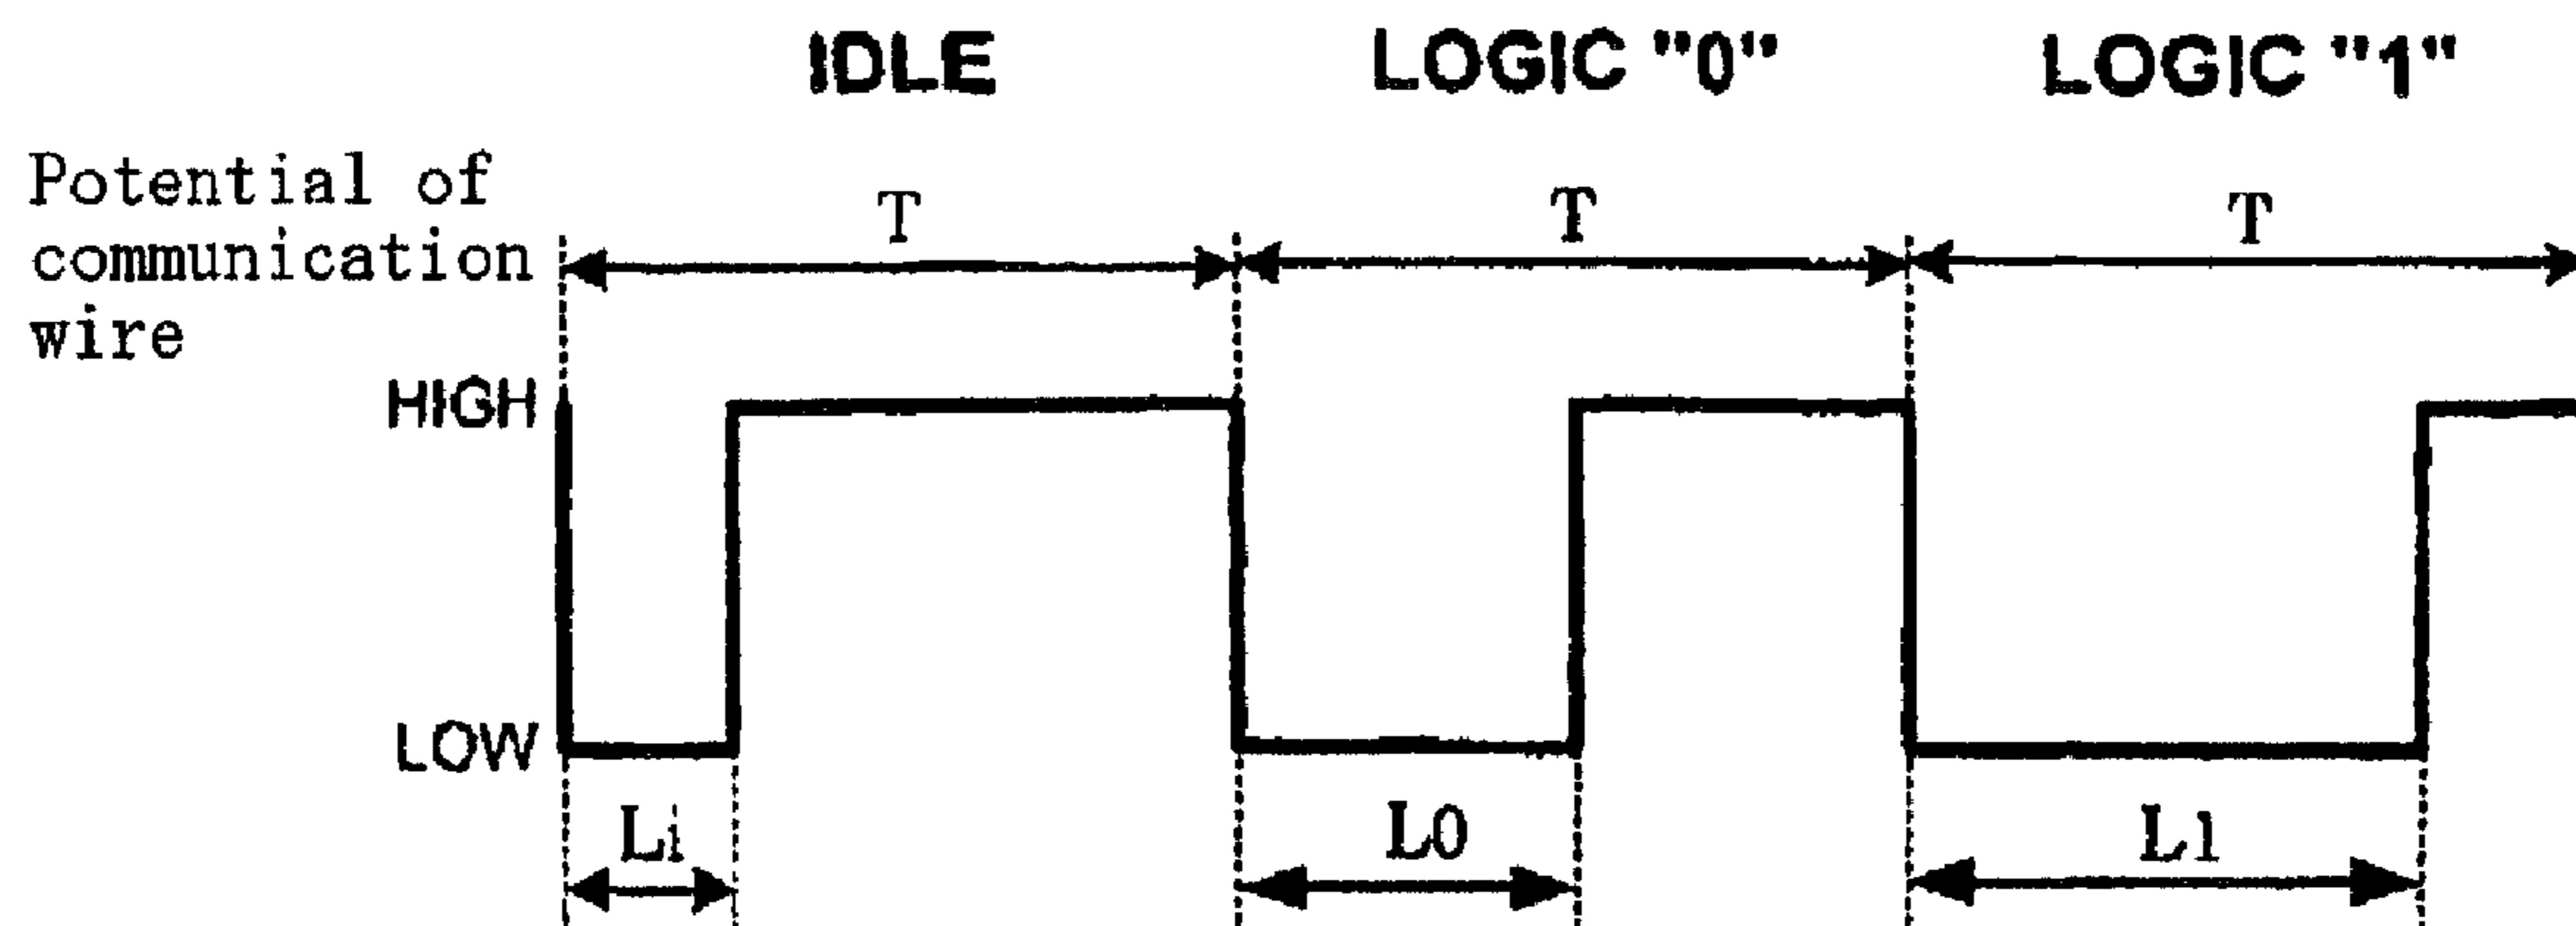 IDLE LOGIC "0" LOGIC "1"
Potential of
communication
wire
T T T
HIGH
LOW
Li L0 L1